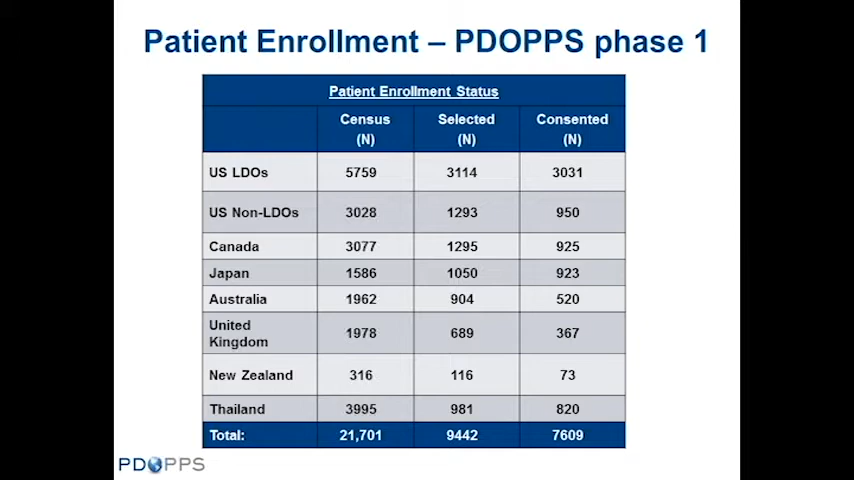 Patient Enrollment – PDOPPS phase 1
Patient Enrollment Status
Census (N) Selected (N) Consented (N)
US LDOs 5759 3114 3031
US Non-LDOs 3028 1293 950
Canada 3077 1295 925
Japan 1586 1050 923
Australia 1962 904 520
United Kingdom 1978 689 367
New Zealand 316 116 73
Thailand 3995 981 820
Total: 21,701 9442 7609
PDOPPS